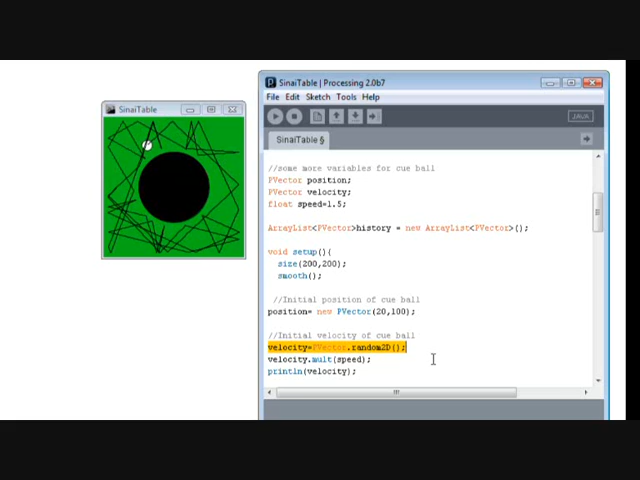 SinaiTable | Processing 2.0b7
File Edit Sketch Tools Help
JAVA
SinaiTable §
SinaiTable
//some more variables for cue ball
PVector position;
PVector velocity;
float speed=1.5;
ArrayList<PVector>history = new ArrayList<PVector>();
void setup(){
size(200,200);
smooth();
//Initial position of cue ball
position= new PVector(20,100);
//Initial velocity of cue ball
velocity=PVector.random2D();
velocity.mult(speed);
println(velocity);